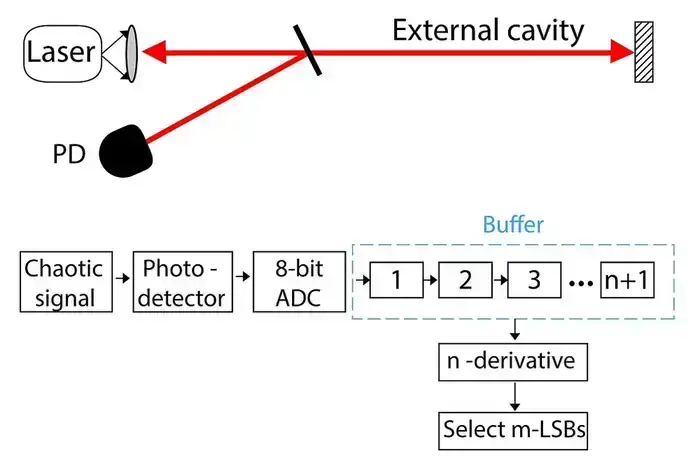 External cavity
Laser
PD
Buffer
Chaotic
signal
Photo -
detector
8-bit
ADC
1
2
3
•••
n+1
n -derivative
Select m-LSBs